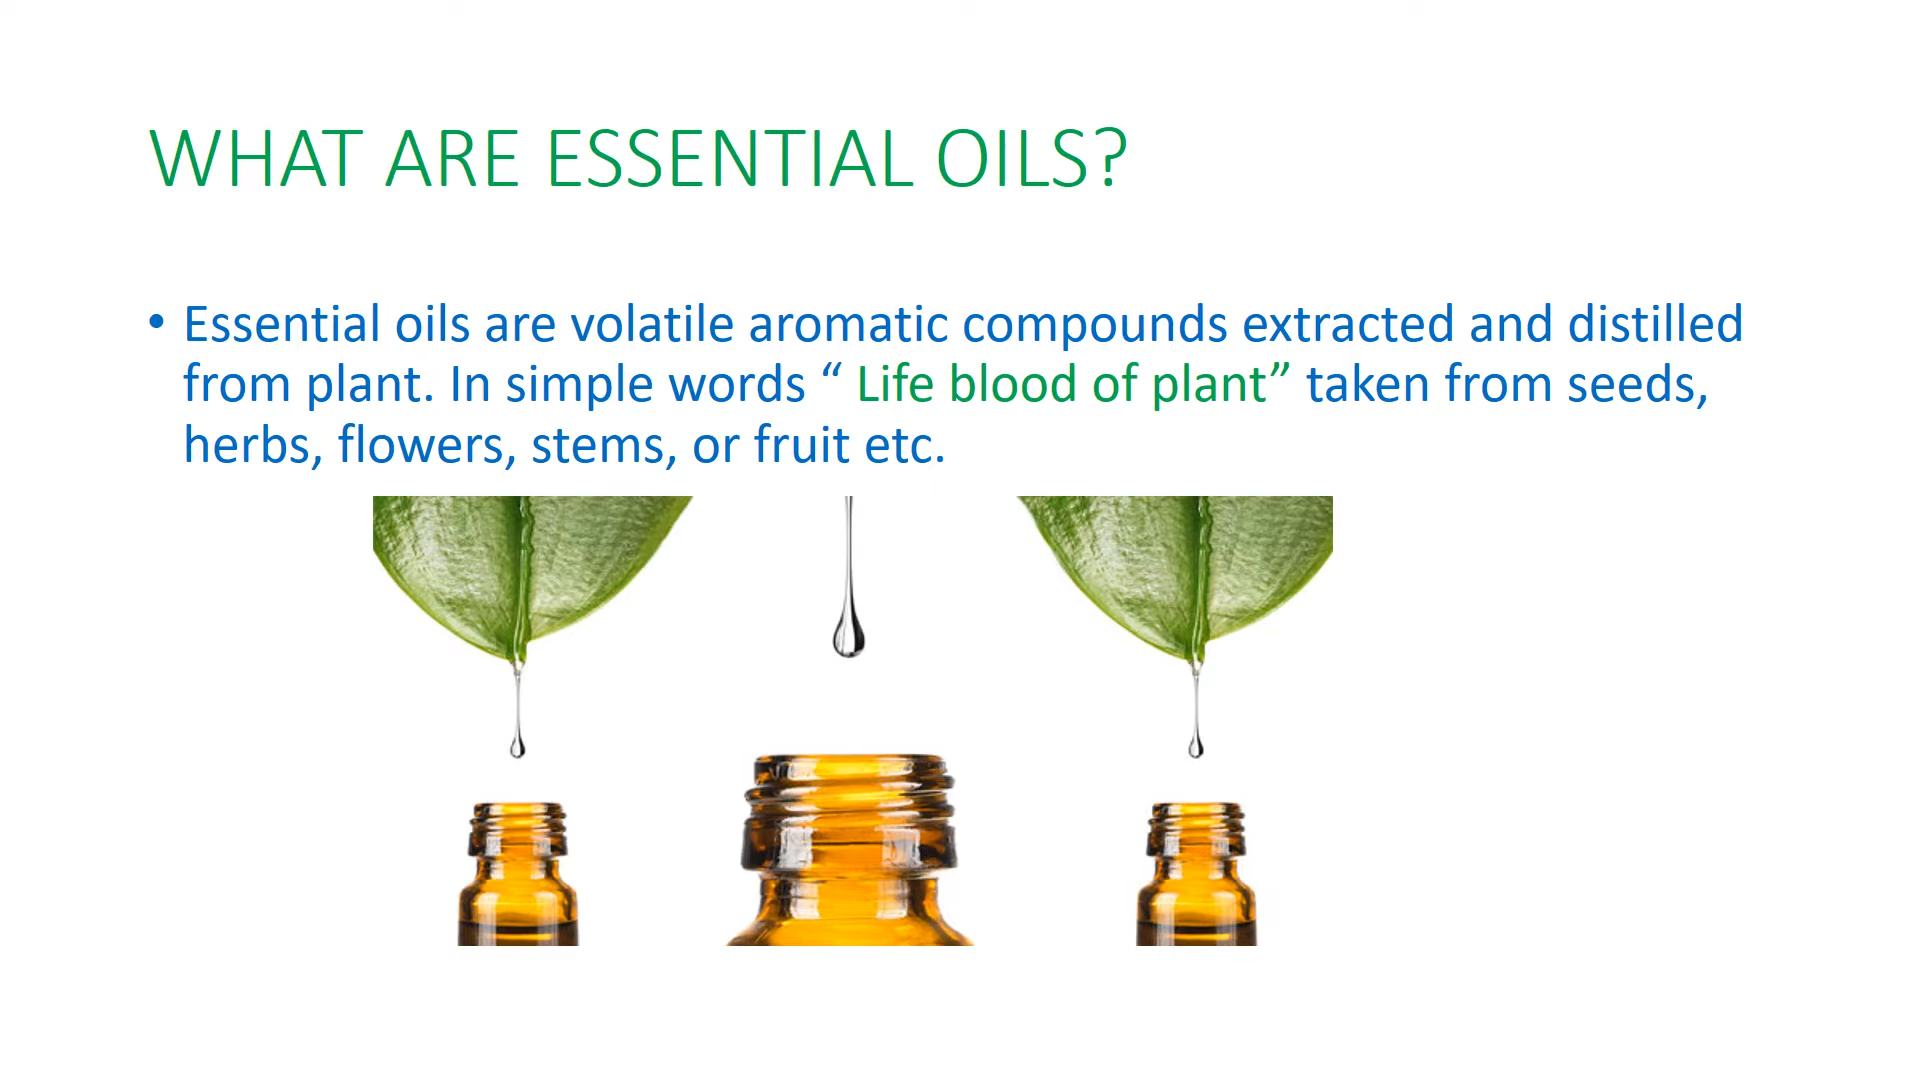 WHAT ARE ESSENTIAL OILS?
• Essential oils are volatile aromatic compounds extracted and distilled
from plant. In simple words “ Life blood of plant” taken from seeds,
herbs, flowers, stems, or fruit etc.